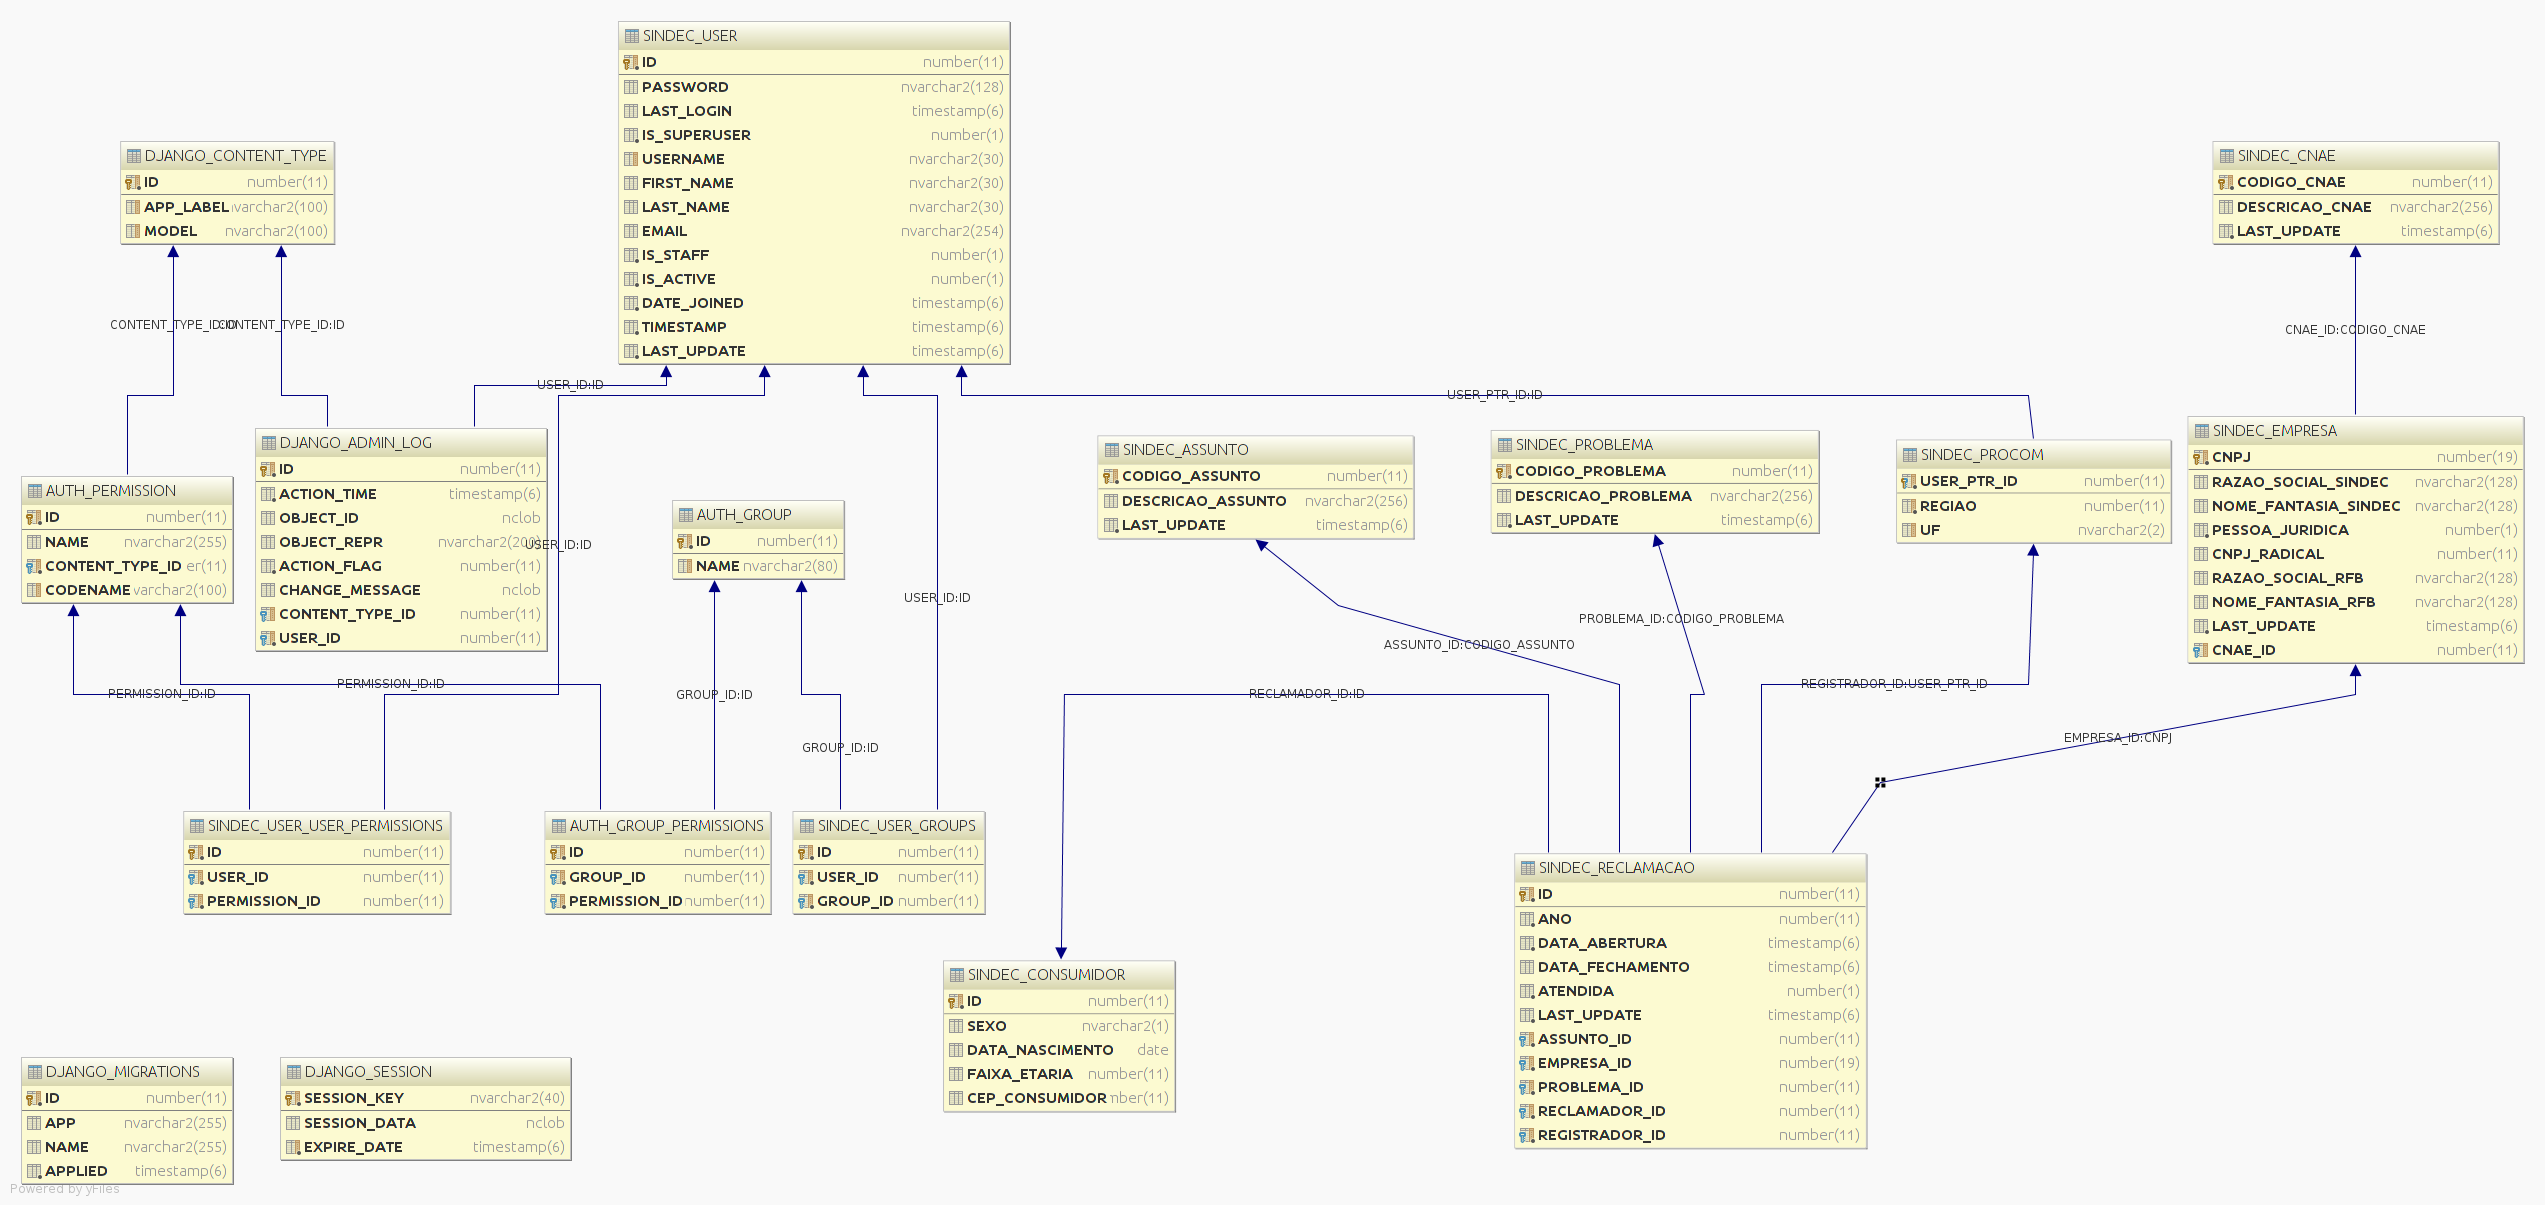 SINDEC_USER
ID number(11)
PASSWORD nvarchar2(128)
LAST_LOGIN timestamp(6)
IS_SUPERUSER number(1)
USERNAME nvarchar2(30)
FIRST_NAME nvarchar2(30)
LAST_NAME nvarchar2(30)
EMAIL nvarchar2(254)
IS_STAFF number(1)
IS_ACTIVE number(1)
DATE_JOINED timestamp(6)
TIMESTAMP timestamp(6)
LAST_UPDATE timestamp(6)
DJANGO_CONTENT_TYPE
ID number(11)
APP_LABEL varchar2(100)
MODEL nvarchar2(100)
SINDEC_CNAE
CODIGO_CNAE number(11)
DESCRICAO_CNAE nvarchar2(256)
LAST_UPDATE timestamp(6)
CONTENT_TYPE_ID:ID
CONTENT_TYPE_ID:ID
CNAE_ID:CODIGO_CNAE
USER_ID:ID
USER_PTR_ID:ID
DJANGO_ADMIN_LOG
ID number(11)
ACTION_TIME timestamp(6)
OBJECT_ID nclob
OBJECT_REPR nvarchar2(200)
ACTION_FLAG number(11)
CHANGE_MESSAGE nclob
CONTENT_TYPE_ID number(11)
USER_ID number(11)
AUTH_PERMISSION
ID number(11)
NAME nvarchar2(255)
CONTENT_TYPE_ID er(11)
CODENAME varchar2(100)
USER_ID:ID
AUTH_GROUP
ID number(11)
NAME nvarchar2(80)
USER_ID:ID
SINDEC_ASSUNTO
CODIGO_ASSUNTO number(11)
DESCRICAO_ASSUNTO nvarchar2(256)
LAST_UPDATE timestamp(6)
SINDEC_PROBLEMA
CODIGO_PROBLEMA number(11)
DESCRICAO_PROBLEMA nvarchar2(256)
LAST_UPDATE timestamp(6)
SINDEC_PROCOM
USER_PTR_ID number(11)
REGIAO number(11)
UF nvarchar2(2)
SINDEC_EMPRESA
CNPJ number(19)
RAZAO_SOCIAL_SINDEC nvarchar2(128)
NOME_FANTASIA_SINDEC nvarchar2(128)
PESSOA_JURIDICA number(1)
CNPJ_RADICAL number(11)
RAZAO_SOCIAL_RFB nvarchar2(128)
NOME_FANTASIA_RFB nvarchar2(128)
LAST_UPDATE timestamp(6)
CNAE_ID number(11)
PROBLEMA_ID:CODIGO_PROBLEMA
ASSUNTO_ID:CODIGO_ASSUNTO
PERMISSION_ID:ID
PERMISSION_ID:ID
GROUP_ID:ID
RECLAMADOR_ID:ID
REGISTRADOR_ID:USER_PTR_ID
EMPRESA_ID:CNPJ
GROUP_ID:ID
SINDEC_USER_USER_PERMISSIONS
ID number(11)
USER_ID number(11)
PERMISSION_ID number(11)
AUTH_GROUP_PERMISSIONS
ID number(11)
GROUP_ID number(11)
PERMISSION_ID number(11)
SINDEC_USER_GROUPS
ID number(11)
USER_ID number(11)
GROUP_ID number(11)
SINDEC_RECLAMACAO
ID number(11)
ANO number(11)
DATA_ABERTURA timestamp(6)
DATA_FECHAMENTO timestamp(6)
ATENDIDA number(1)
LAST_UPDATE timestamp(6)
ASSUNTO_ID number(11)
EMPRESA_ID number(19)
PROBLEMA_ID number(11)
RECLAMADOR_ID number(11)
REGISTRADOR_ID number(11)
SINDEC_CONSUMIDOR
ID number(11)
SEXO nvarchar2(1)
DATA_NASCIMENTO date
FAIXA_ETARIA number(11)
CEP_CONSUMIDOR mber(11)
DJANGO_MIGRATIONS
ID number(11)
APP nvarchar2(255)
NAME nvarchar2(255)
APPLIED timestamp(6)
DJANGO_SESSION
SESSION_KEY nvarchar2(40)
SESSION_DATA nclob
EXPIRE_DATE timestamp(6)
Powered by yFiles